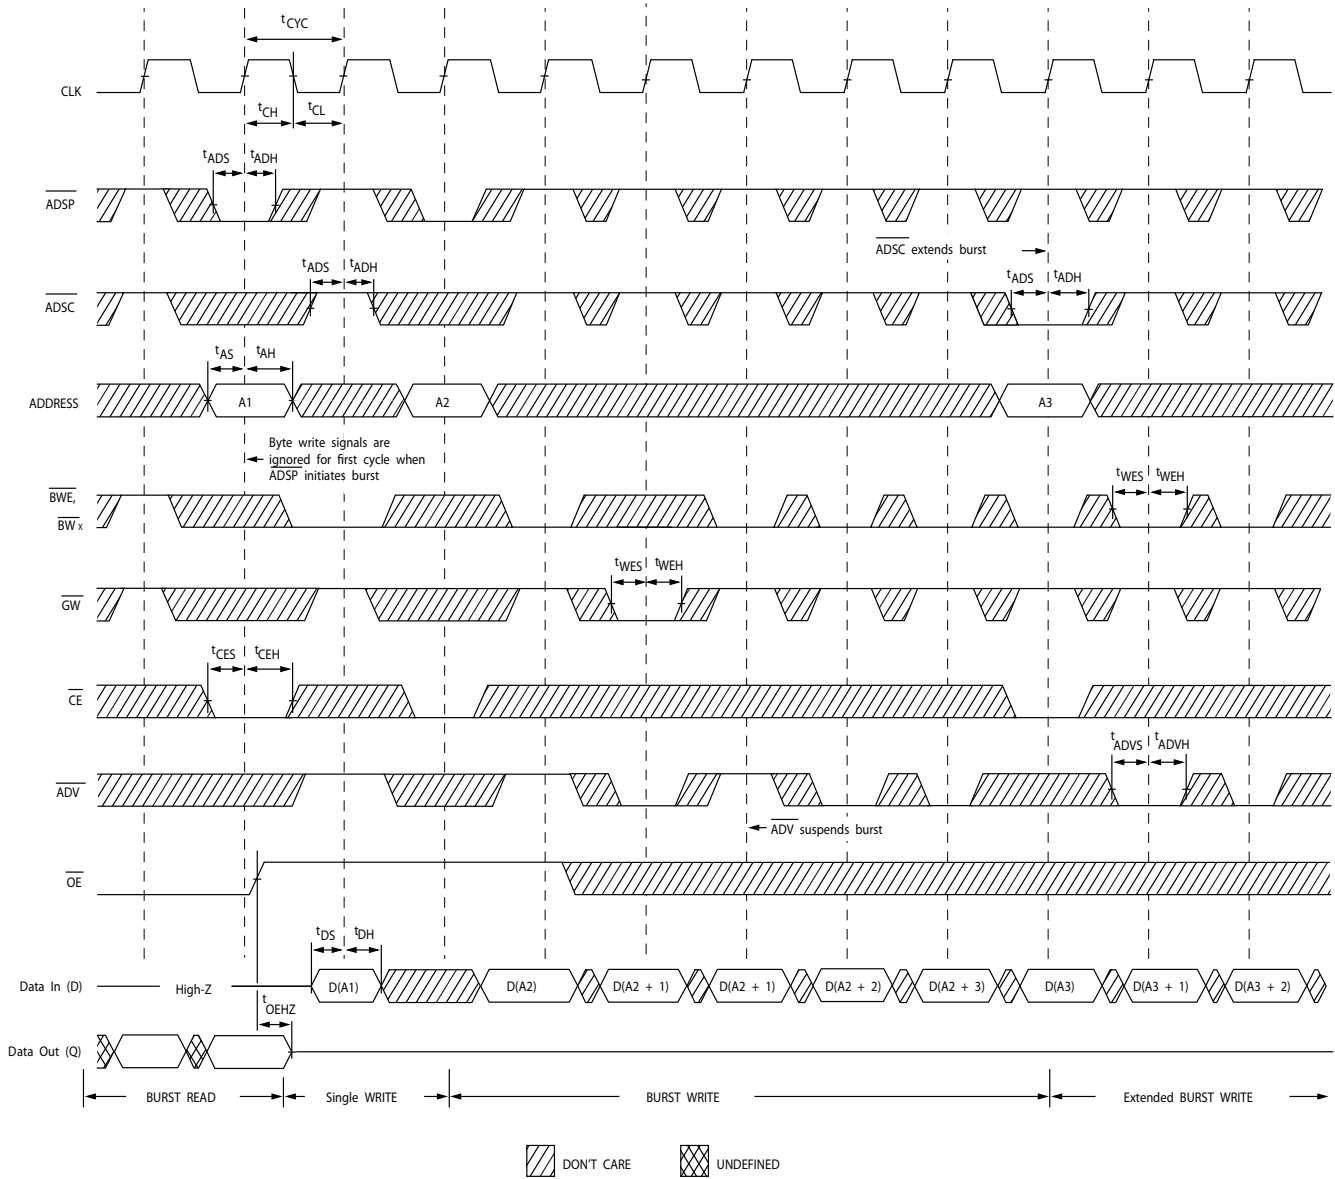 tCYC
CLK
tCH
tCL
tADS
tADH
ADSP
ADSC extends burst
tADS
tADH
tADS
tADH
ADSC
tAS
tAH
ADDRESS
A1
A2
A3
Byte write signals are
ignored for first cycle when
ADSP initiates burst
BWE,
BW x
tWES
tWEH
tWES
tWEH
GW
tCES
tCEH
CE
tADVS
tADVH
ADV
ADV suspends burst
OE
tDS
tDH
Data In (D)
High-Z
D(A1)
D(A2)
D(A2 + 1)
D(A2 + 1)
D(A2 + 2)
D(A2 + 3)
D(A3)
D(A3 + 1)
D(A3 + 2)
tOEHZ
Data Out (Q)
BURST READ
Single WRITE
BURST WRITE
Extended BURST WRITE
DON'T CARE
UNDEFINED